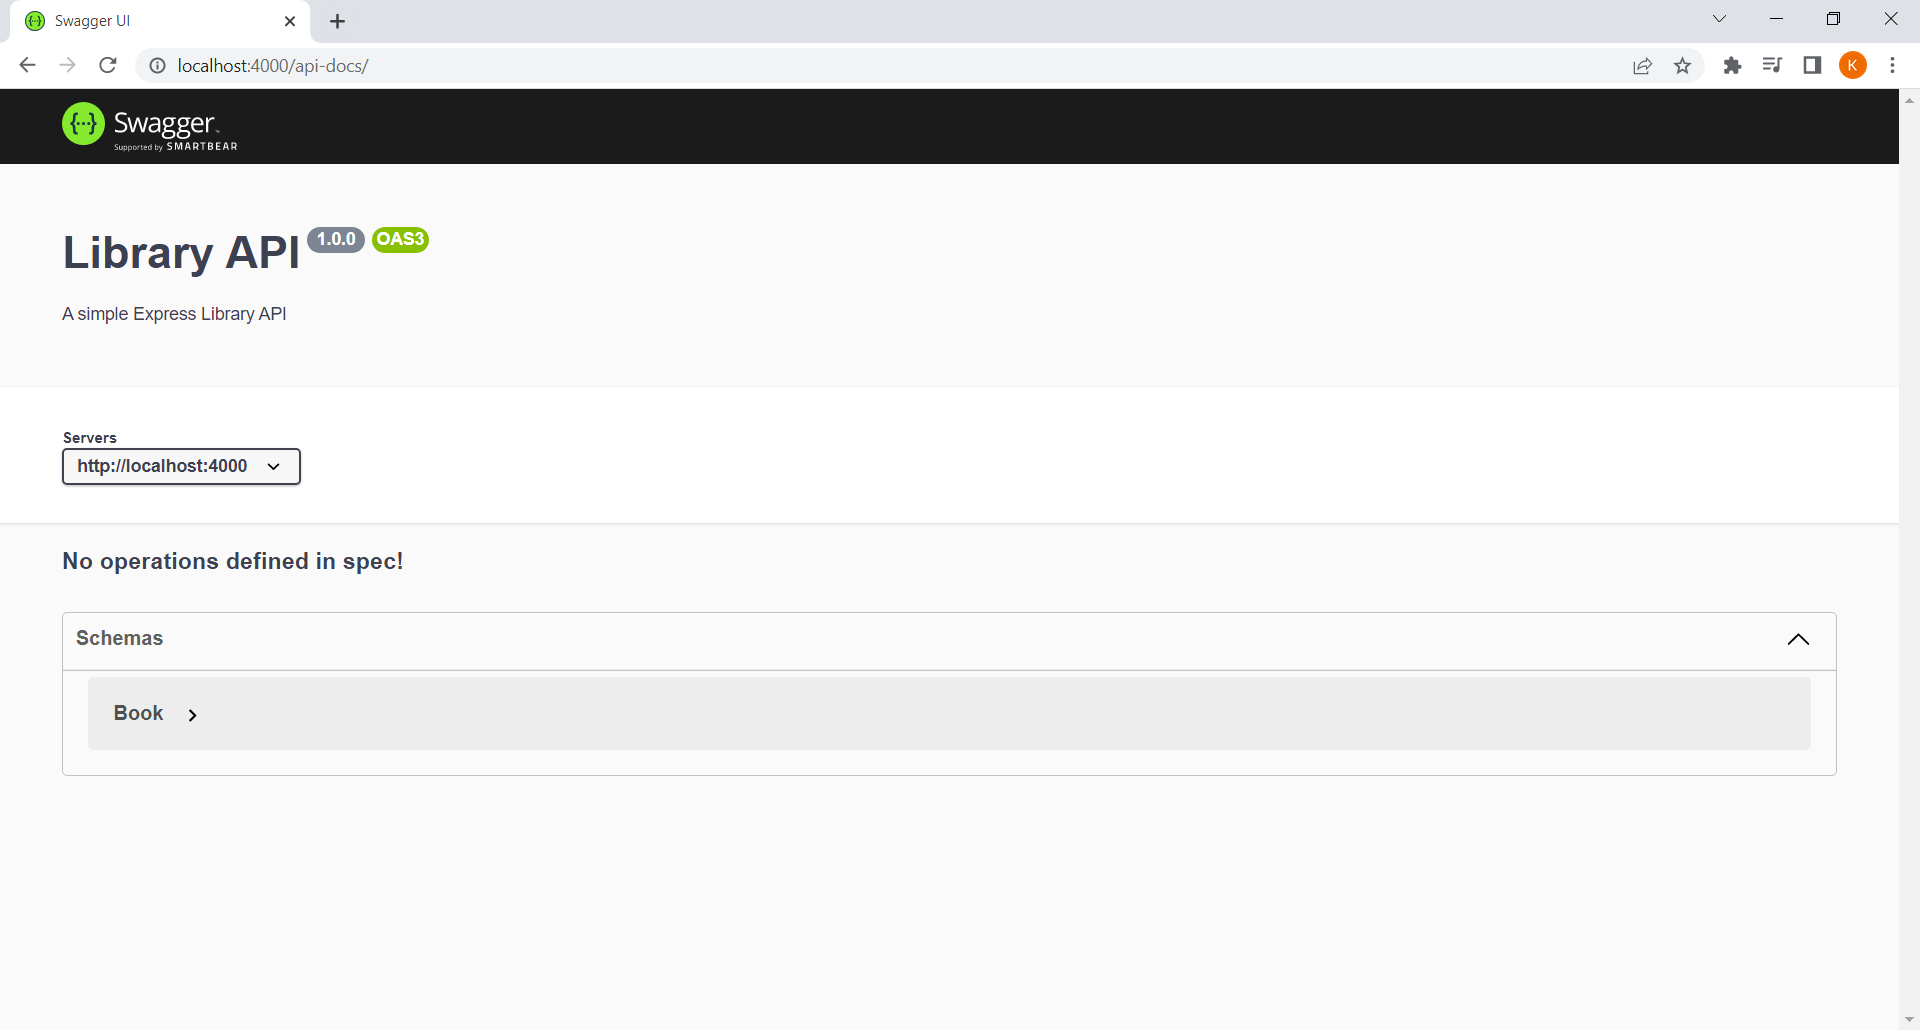 Swagger UI
localhost:4000/api-docs/
K
{···} Swagger™
Supported by SMARTBEAR
Library API 1.0.0 OAS3
A simple Express Library API
Servers
http://localhost:4000
No operations defined in spec!
Schemas
Book